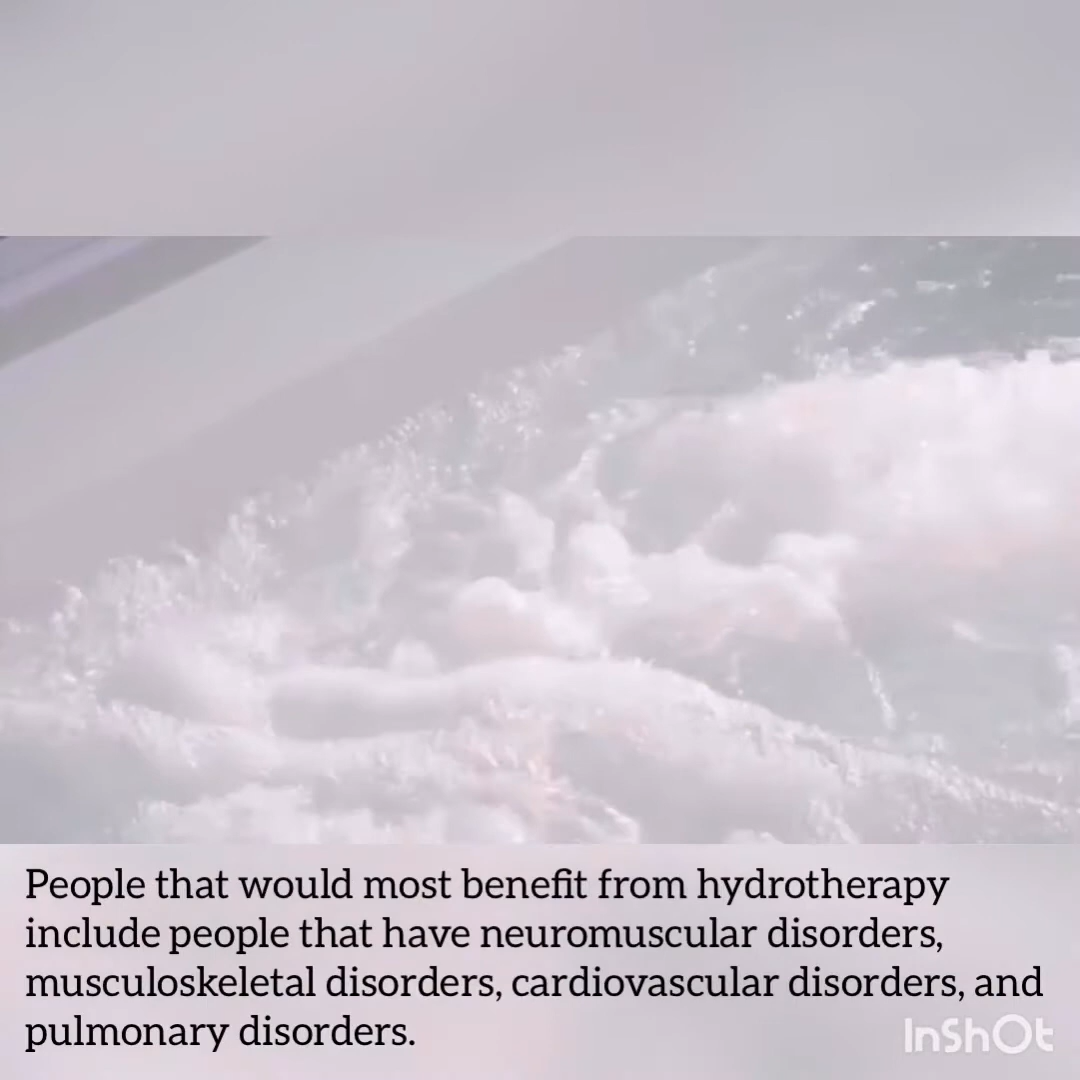 People that would most benefit from hydrotherapy
include people that have neuromuscular disorders,
musculoskeletal disorders, cardiovascular disorders, and
pulmonary disorders.
InShOt